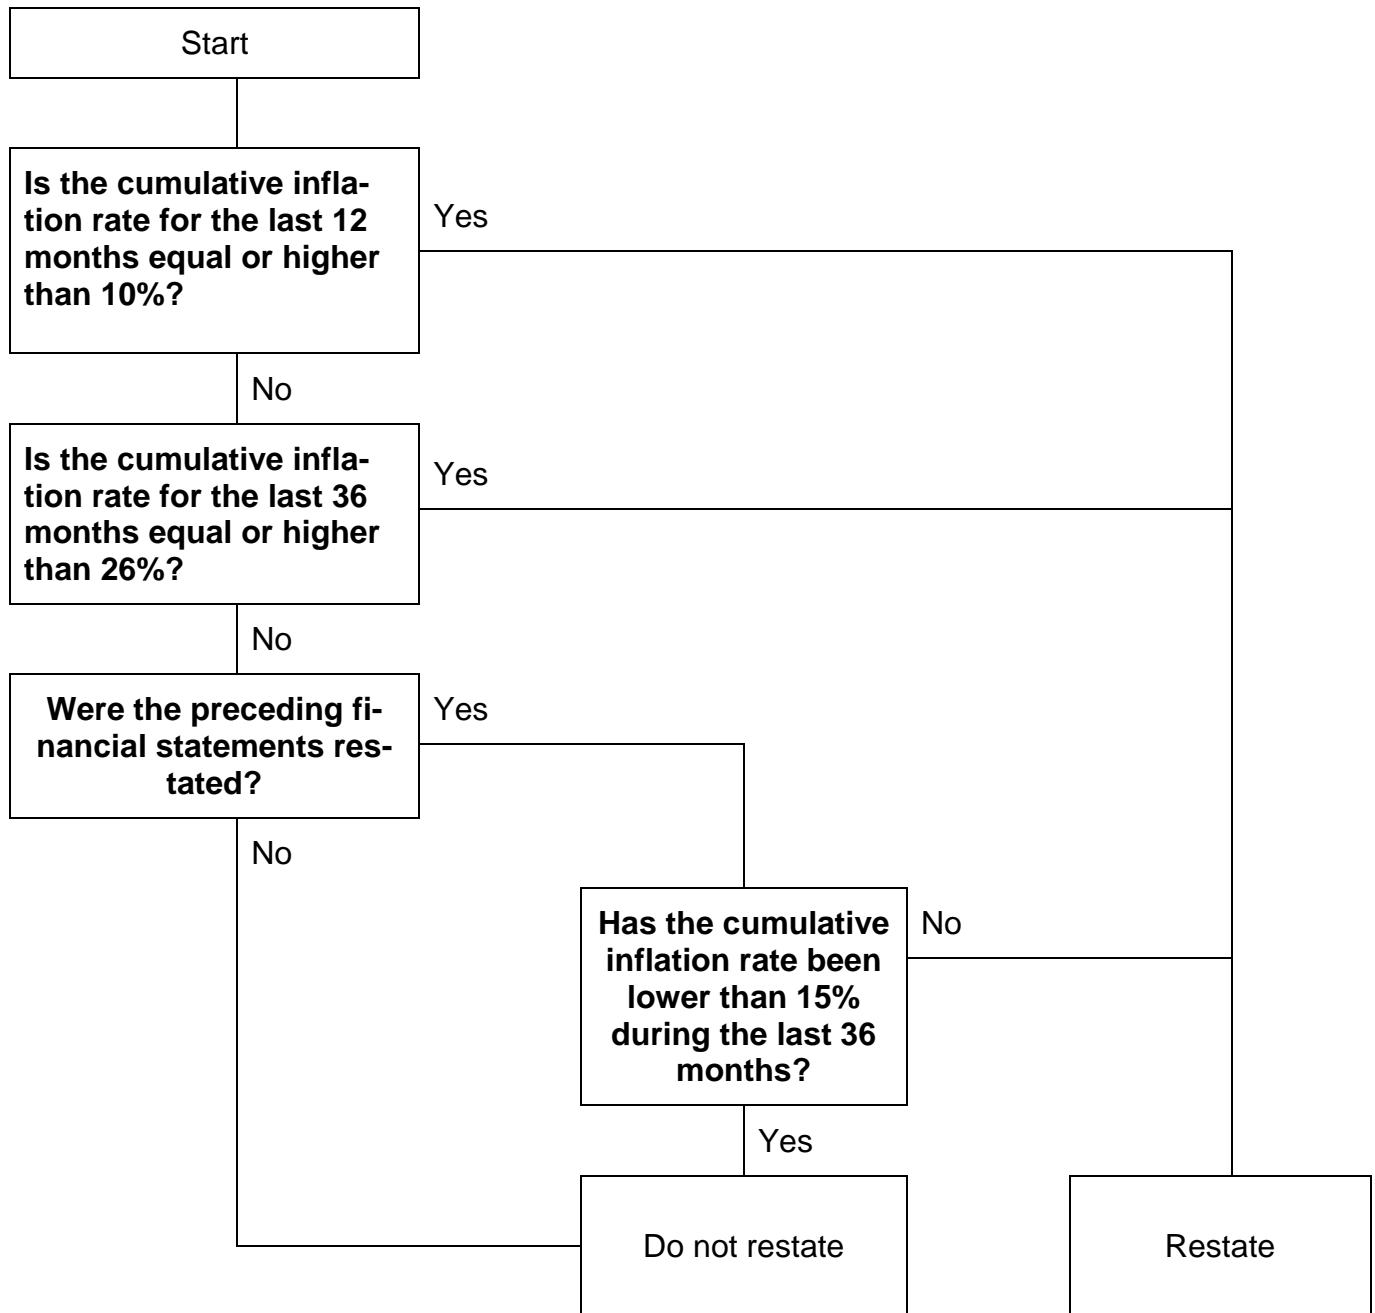 Start
Is the cumulative infla-
tion rate for the last 12
months equal or higher
than 10%?
Yes
No
Is the cumulative infla-
tion rate for the last 36
months equal or higher
than 26%?
Yes
No
Were the preceding fi-
nancial statements res-
tated?
Yes
No
Has the cumulative
inflation rate been
lower than 15%
during the last 36
months?
No
Yes
Do not restate
Restate